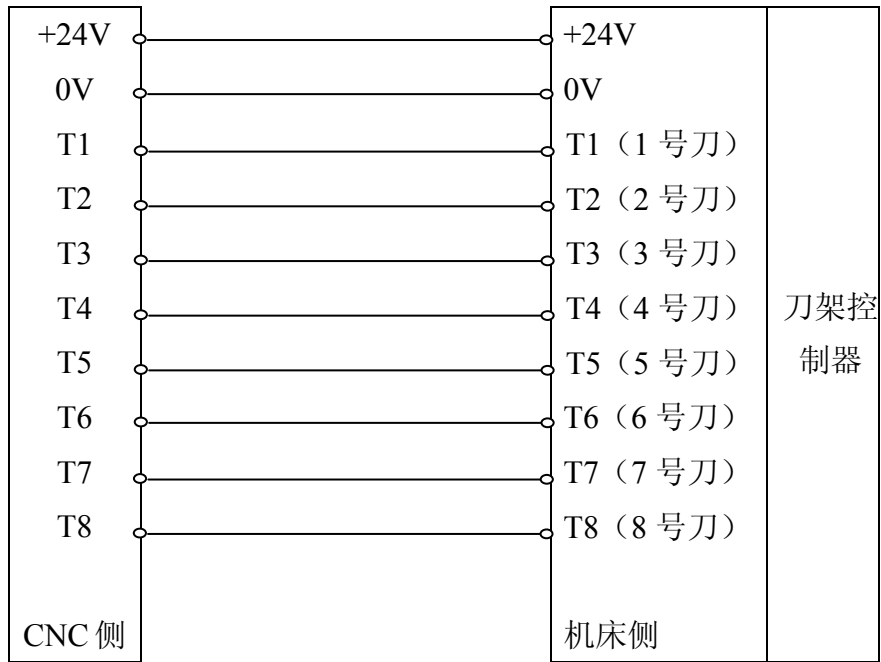 +24V +24V
0V 0V
T1 T1（1 号刀）
T2 T2（2 号刀）
T3 T3（3 号刀）
T4 T4（4 号刀）
T5 T5（5 号刀）
T6 T6（6 号刀）
T7 T7（7 号刀）
T8 T8（8 号刀）
刀架控
制器
CNC 侧 机床侧